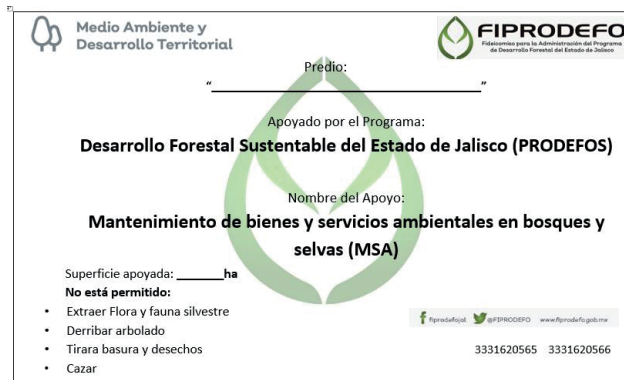 Medio Ambiente y
Desarrollo Territorial
FIPRODEFO
Fideicomiso para la Administración del Programa
de Desarrollo Forestal del Estado de Jalisco
Predio:
“____________________________________”
Apoyado por el Programa:
Desarrollo Forestal Sustentable del Estado de Jalisco (PRODEFOS)
Nombre del Apoyo:
Mantenimiento de bienes y servicios ambientales en bosques y
selvas (MSA)
Superficie apoyada: _______ha
No está permitido:
• Extraer Flora y fauna silvestre
• Derribar arbolado
• Tirara basura y desechos
• Cazar
fiprodefojal @FIPRODEFO www.fiprodefo.gob.mx
3331620565 3331620566